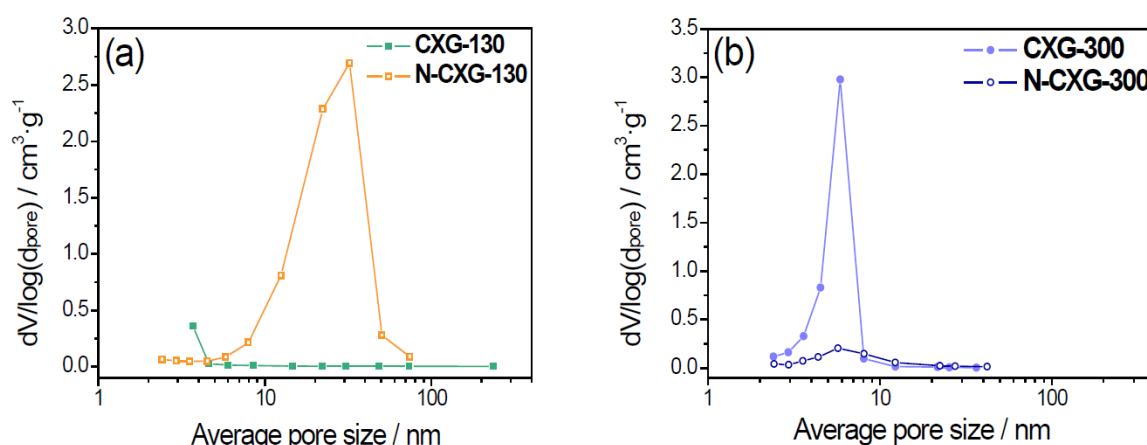 (a)
CXG-130
N-CXG-130
3.0
2.5
2.0
1.5
1.0
0.5
0.0
dV/log(dpore) / cm³·g⁻¹
1
10
100
Average pore size / nm
(b)
CXG-300
N-CXG-300
3.5
3.0
2.5
2.0
1.5
1.0
0.5
0.0
dV/log(dpore) / cm³·g⁻¹
1
10
100
Average pore size / nm